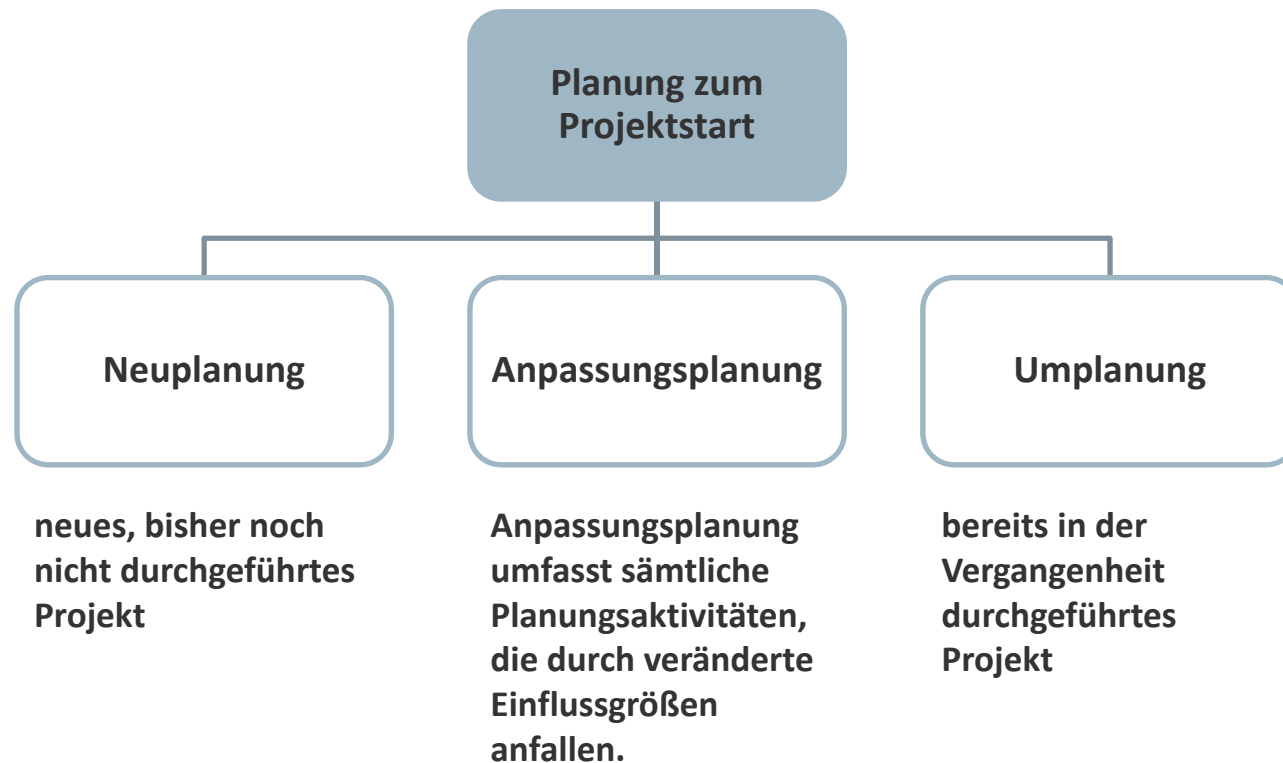 Planung zum
Projektstart
Neuplanung
Anpassungsplanung
Umplanung
neues, bisher noch
nicht durchgeführtes
Projekt
Anpassungsplanung
umfasst sämtliche
Planungsaktivitäten,
die durch veränderte
Einflussgrößen
anfallen.
bereits in der
Vergangenheit
durchgeführtes
Projekt